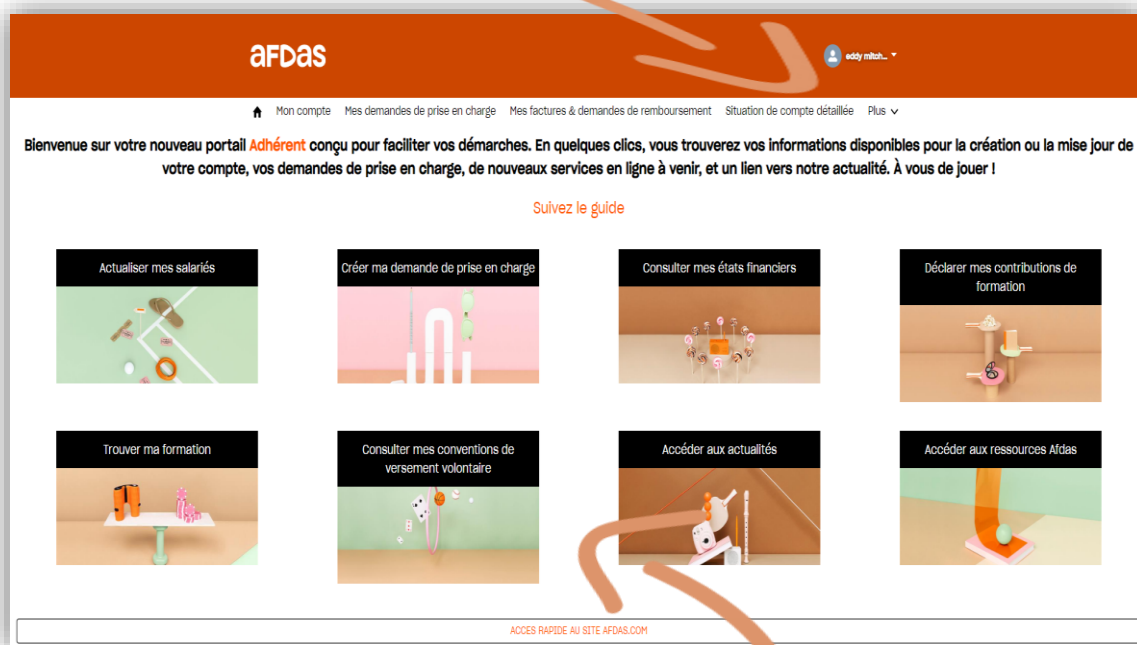 aFDas
eddy mitch...
Mon compte Mes demandes de prise en charge Mes factures & demandes de remboursement Situation de compte détaillée Plus
Bienvenue sur votre nouveau portail Adhérent conçu pour faciliter vos démarches. En quelques clics, vous trouverez vos informations disponibles pour la création ou la mise jour de
votre compte, vos demandes de prise en charge, de nouveaux services en ligne à venir, et un lien vers notre actualité. À vous de jouer !
Suivez le guide
Actualiser mes salariés
Créer ma demande de prise en charge
Consulter mes états financiers
Déclarer mes contributions de
formation
Trouver ma formation
Consulter mes conventions de
versement volontaire
Accéder aux actualités
Accéder aux ressources Afdas
ACCES RAPIDE AU SITE AFDAS.COM